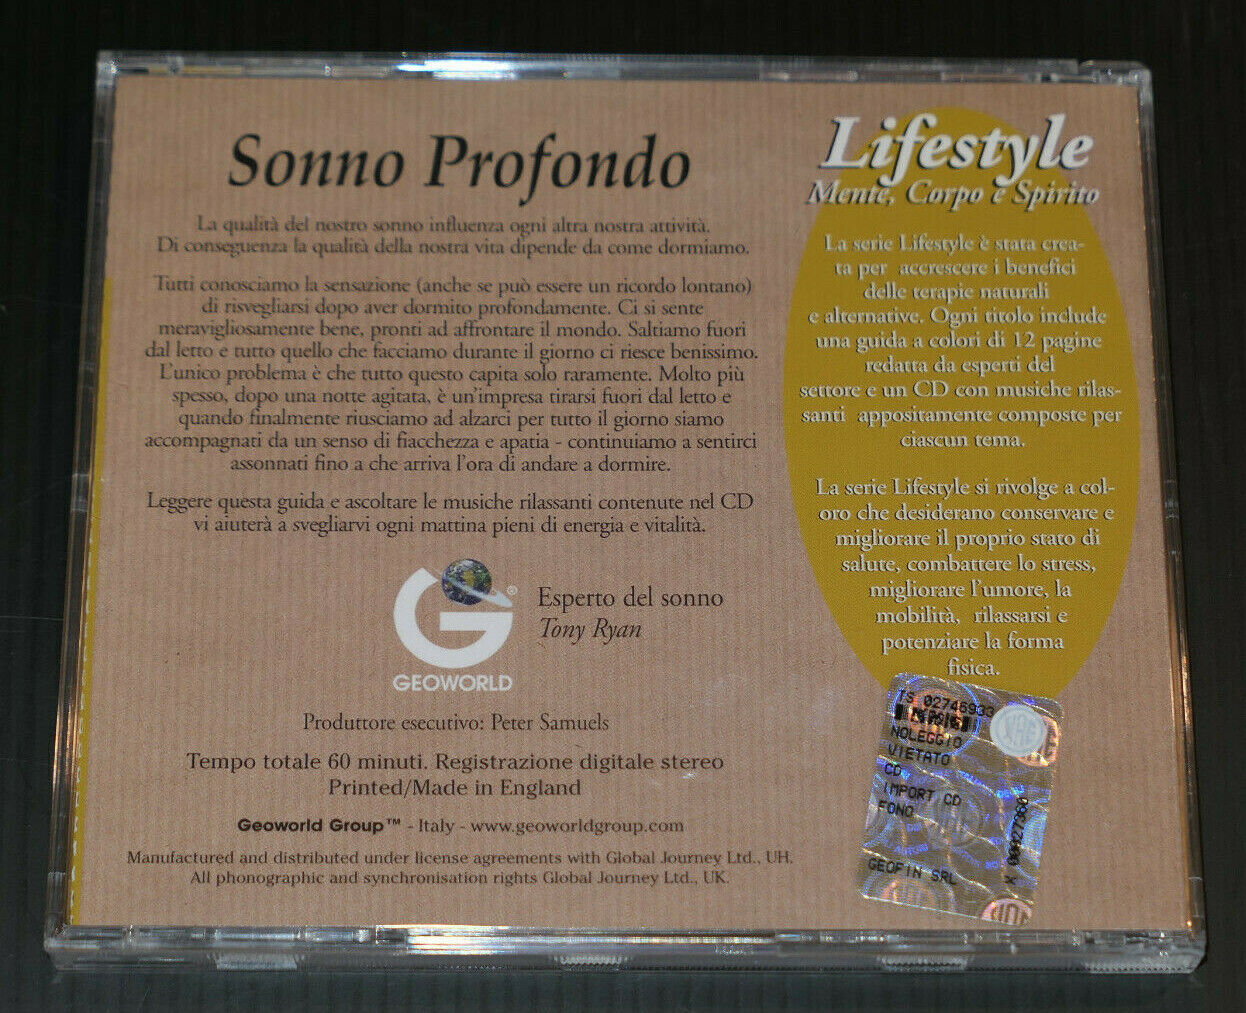 Sonno Profondo
La qualità del nostro sonno influenza ogni altra nostra attività.
Di conseguenza la qualità della nostra vita dipende da come dormiamo.
Tutti conosciamo la sensazione (anche se può essere un ricordo lontano)
di risvegliarsi dopo aver dormito profondamente. Ci si sente
meravigliosamente bene, pronti ad affrontare il mondo. Saltiamo fuori
dal letto e tutto quello che facciamo durante il giorno ci riesce benissimo.
L'unico problema è che tutto questo capita solo raramente. Molto più
spesso, dopo una notte agitata, è un'impresa tirarsi fuori dal letto e
quando finalmente riusciamo ad alzarci per tutto il giorno siamo
accompagnati da un senso di fiacchezza e apatia - continuiamo a sentirci
assonnati fino a che arriva l'ora di andare a dormire.
Leggere questa guida e ascoltare le musiche rilassanti contenute nel CD
vi aiuterà a svegliarvi ogni mattina pieni di energia e vitalità.
G®
GEOWORLD
Esperto del sonno
Tony Ryan
Produttore esecutivo: Peter Samuels
Tempo totale 60 minuti. Registrazione digitale stereo
Printed/Made in England
Geoworld Group™ - Italy - www.geoworldgroup.com
Manufactured and distributed under license agreements with Global Journey Ltd., UH.
All phonographic and synchronisation rights Global Journey Ltd., UK.
Lifestyle
Mente, Corpo e Spirito
La serie Lifestyle è stata crea-
ta per accrescere i benefici
delle terapie naturali
e alternative. Ogni titolo include
una guida a colori di 12 pagine
redatta da esperti del
settore e un CD con musiche rilas-
santi appositamente composte per
ciascun tema.
La serie Lifestyle si rivolge a col-
oro che desiderano conservare e
migliorare il proprio stato di
salute, combattere lo stress,
migliorare l'umore, la
mobilità, rilassarsi e
potenziare la forma
fisica.
TS 02746933
NOLEGGIO
VIETATO
CD
IMPORT CD
FONO
GEOFIN SRL